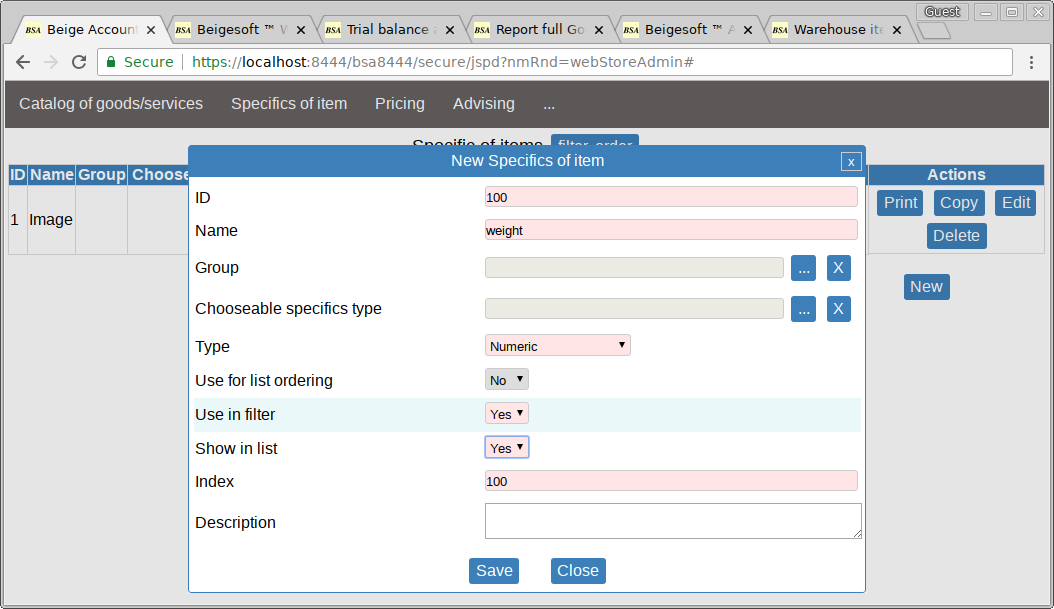 Guest
BSA Beige Accoun
BSA Beigesoft ™
BSA Trial balance
BSA Report full Go
BSA Beigesoft ™
BSA Warehouse ite
Secure https://localhost:8444/bsa8444/secure/jspd?nmRnd=webStoreAdmin#
Catalog of goods/services Specifics of item Pricing Advising ...
Specific of items filter, order
New Specifics of item x
ID Name Group Choose Actions
1 Image Print Copy Edit
Delete
New
ID 100
Name weight
Group ... X
Chooseable specifics type ... X
Type Numeric
Use for list ordering No
Use in filter Yes
Show in list Yes
Index 100
Description
Save Close